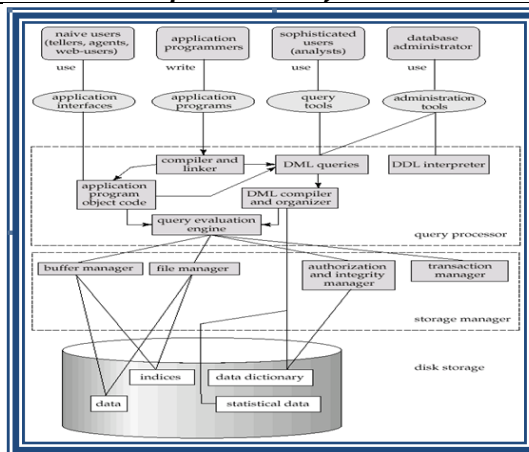 naive users
(tellers, agents,
web-users)
application
programmers
sophisticated
users
(analysts)
database
administrator
use
write
use
use
application
interfaces
application
programs
query
tools
administration
tools
compiler and
linker
DML queries
DDL interpreter
application
program
object code
DML compiler
and organizer
query evaluation
engine
query processor
buffer manager
file manager
authorization
and integrity
manager
transaction
manager
storage manager
disk storage
indices
data dictionary
data
statistical data